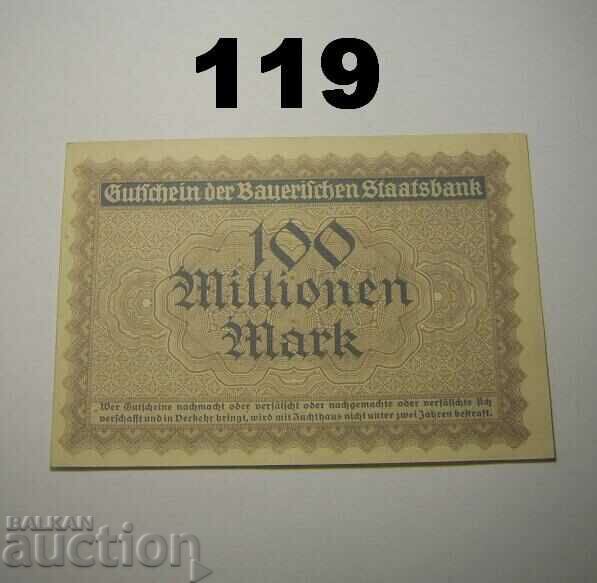 119
Gutschein der Bayerischen Staatsbank
100
Millionen
Mark
Wer Gutscheine nachmacht oder verfälscht oder nachgemachte oder verfälschte sich
verschafft und in Verkehr bringt, wird mit Zuchthaus nicht unter zwei Jahren bestraft.
BALKAN
auction